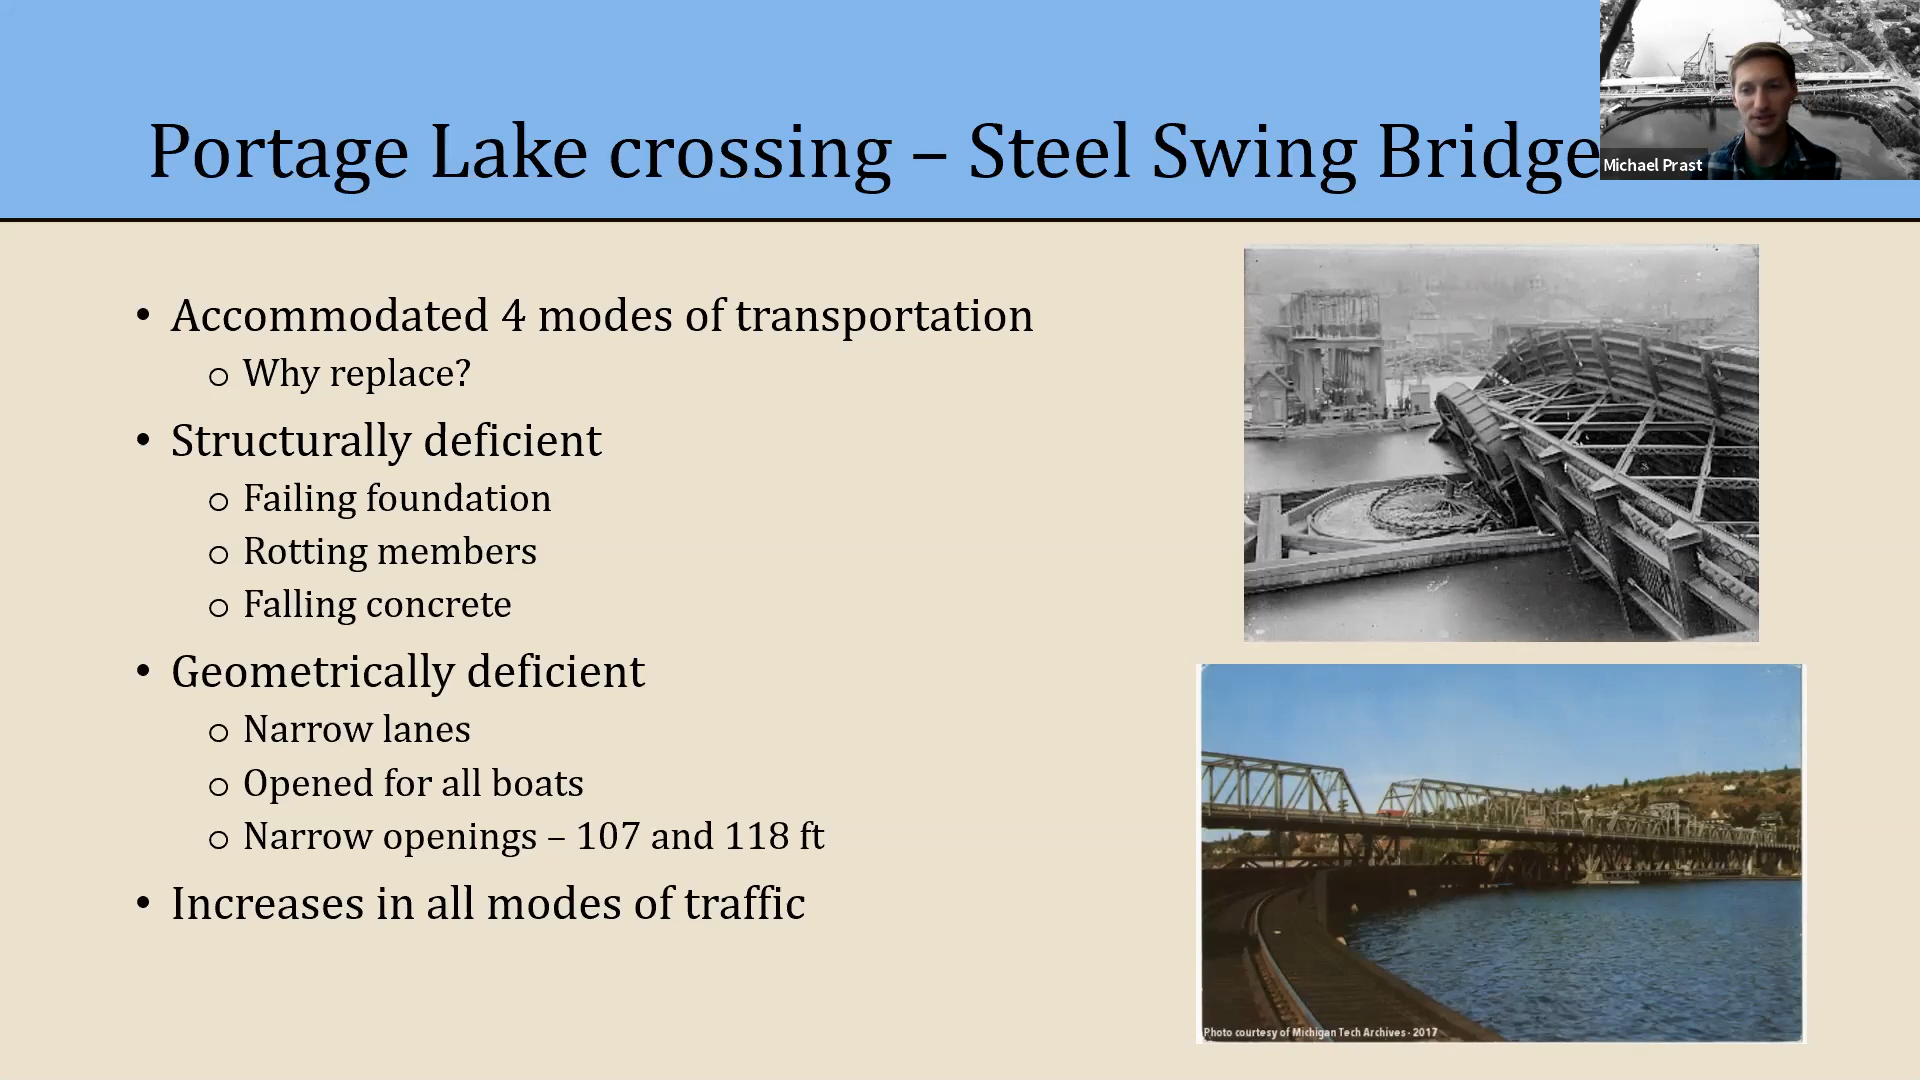 Portage Lake crossing – Steel Swing Bridge
Michael Prast
• Accommodated 4 modes of transportation
o Why replace?
• Structurally deficient
o Failing foundation
o Rotting members
o Falling concrete
• Geometrically deficient
o Narrow lanes
o Opened for all boats
o Narrow openings – 107 and 118 ft
• Increases in all modes of traffic
Photo courtesy of Michigan Tech Archives - 2017